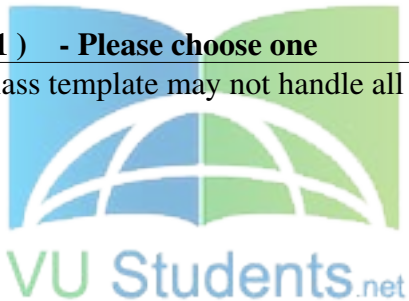 1 ) - Please choose one
ass template may not handle all
VU Students.net